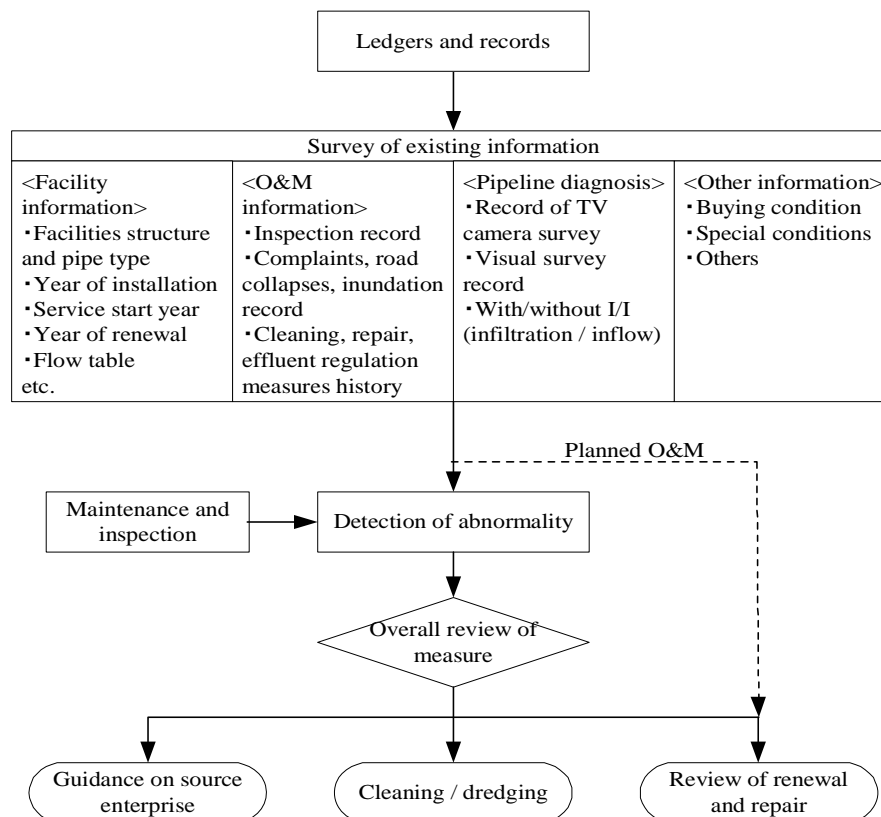 Ledgers and records
Survey of existing information
<Facility
information>
・Facilities structure
and pipe type
・Year of installation
・Service start year
・Year of renewal
・Flow table
etc.
<O&M
information>
・Inspection record
・Complaints, road
collapses, inundation
record
・Cleaning, repair,
effluent regulation
measures history
<Pipeline diagnosis>
・Record of TV
camera survey
・Visual survey
record
・With/without I/I
(infiltration / inflow)
<Other information>
・Buying condition
・Special conditions
・Others
Planned O&M
Maintenance and
inspection
Detection of abnormality
Overall review of
measure
Guidance on source
enterprise
Cleaning / dredging
Review of renewal
and repair